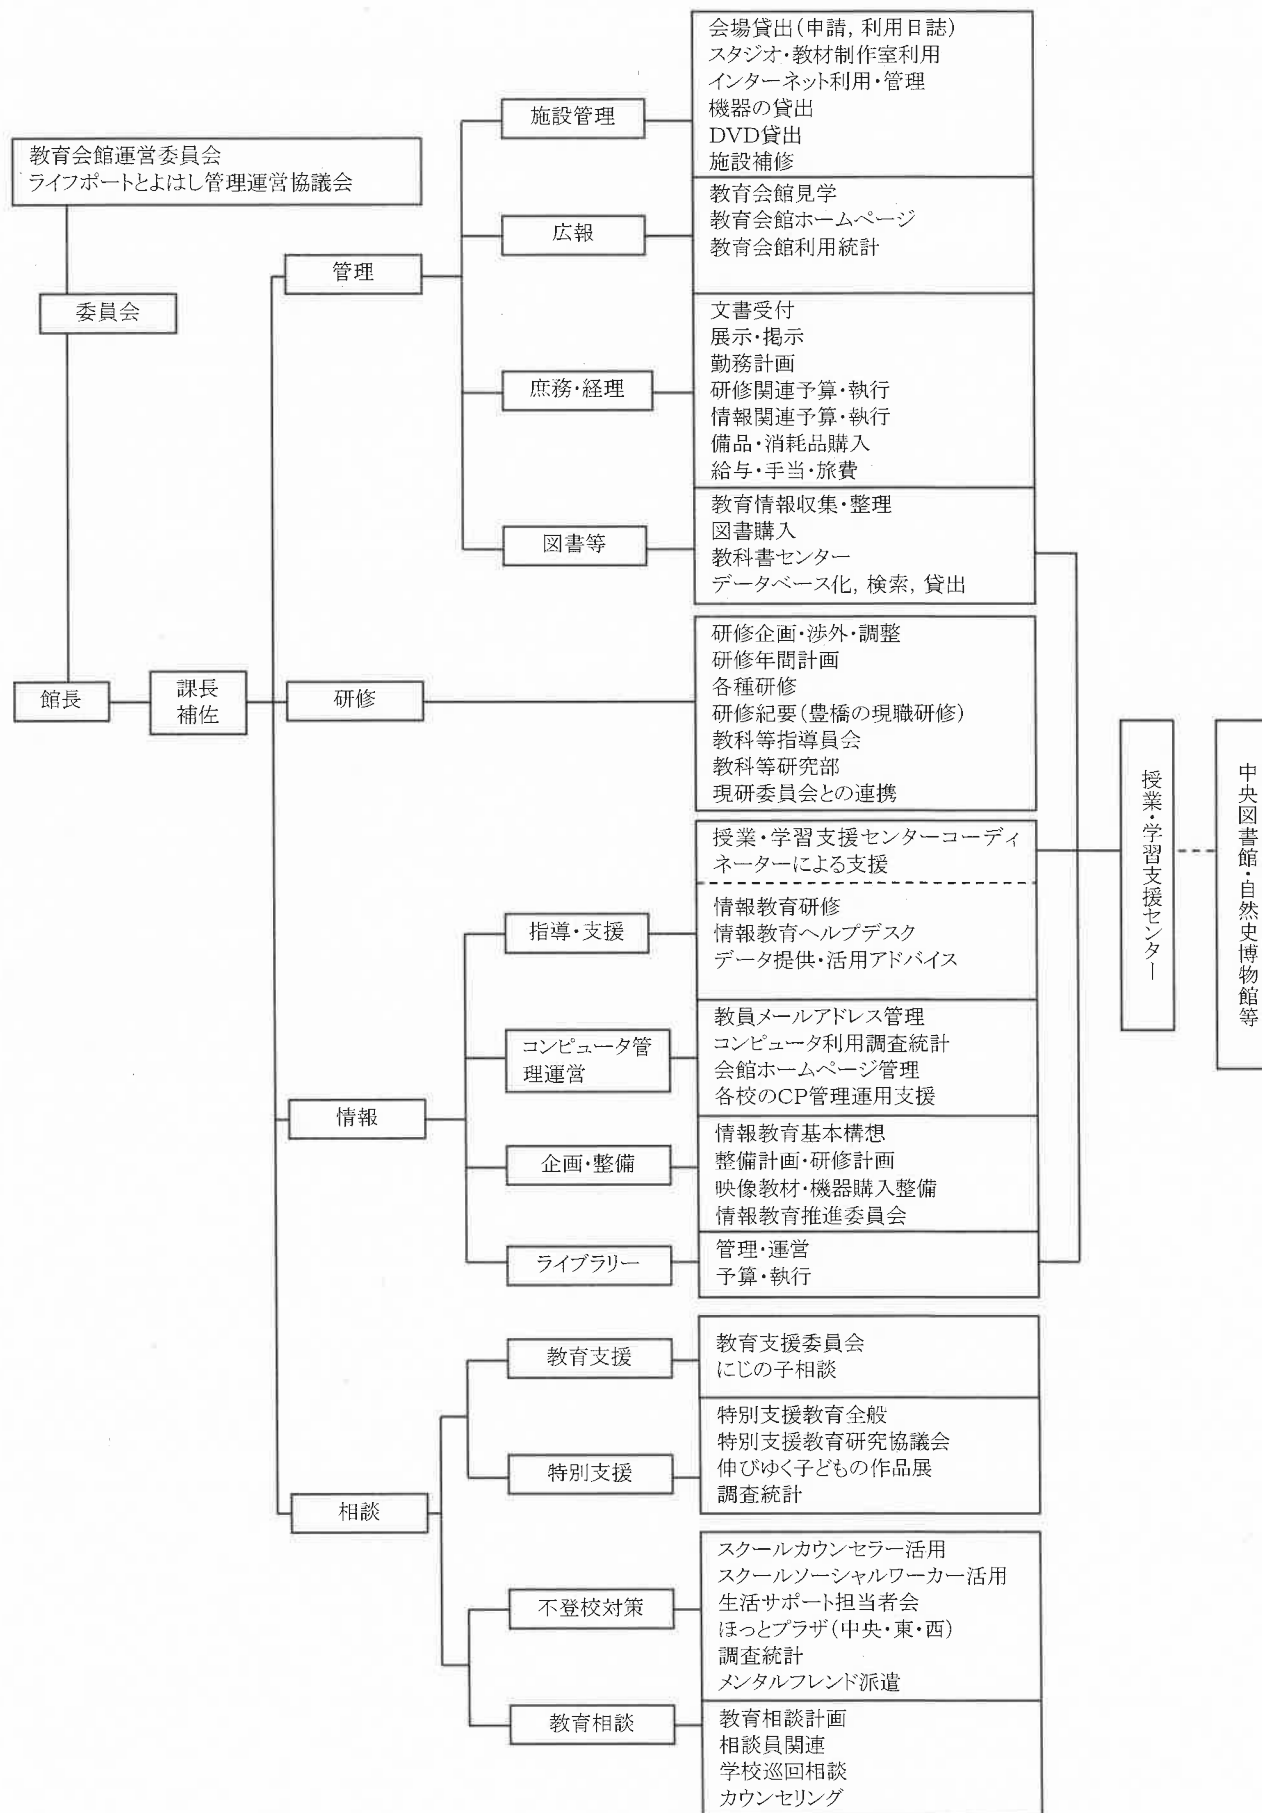 教育会館運営委員会
ライフポートとよはし管理運営協議会
委員会
館長
課長
補佐
管理
施設管理
会場貸出(申請, 利用日誌)
スタジオ・教材制作室利用
インターネット利用・管理
機器の貸出
DVD貸出
施設補修
広報
教育会館見学
教育会館ホームページ
教育会館利用統計
庶務・経理
文書受付
展示・掲示
勤務計画
研修関連予算・執行
情報関連予算・執行
備品・消耗品購入
給与・手当・旅費
図書等
教育情報収集・整理
図書購入
教科書センター
データベース化, 検索, 貸出
研修
研修企画・渉外・調整
研修年間計画
各種研修
研修紀要(豊橋の現職研修)
教科等指導員会
教科等研究部
現研委員会との連携
情報
指導・支援
授業・学習支援センターコーディ
ネーターによる支援
情報教育研修
情報教育ヘルプデスク
データ提供・活用アドバイス
コンピュータ管
理運営
教員メールアドレス管理
コンピュータ利用調査統計
会館ホームページ管理
各校のCP管理運用支援
企画・整備
情報教育基本構想
整備計画・研修計画
映像教材・機器購入整備
情報教育推進委員会
ライブラリー
管理・運営
予算・執行
相談
教育支援
教育支援委員会
にじの子相談
特別支援
特別支援教育全般
特別支援教育研究協議会
伸びゆく子どもの作品展
調査統計
不登校対策
スクールカウンセラー活用
スクールソーシャルワーカー活用
生活サポート担当者会
ほっとプラザ(中央・東・西)
調査統計
メンタルフレンド派遣
教育相談
教育相談計画
相談員関連
学校巡回相談
カウンセリング
授業・学習支援センター
中央図書館・自然史博物館等